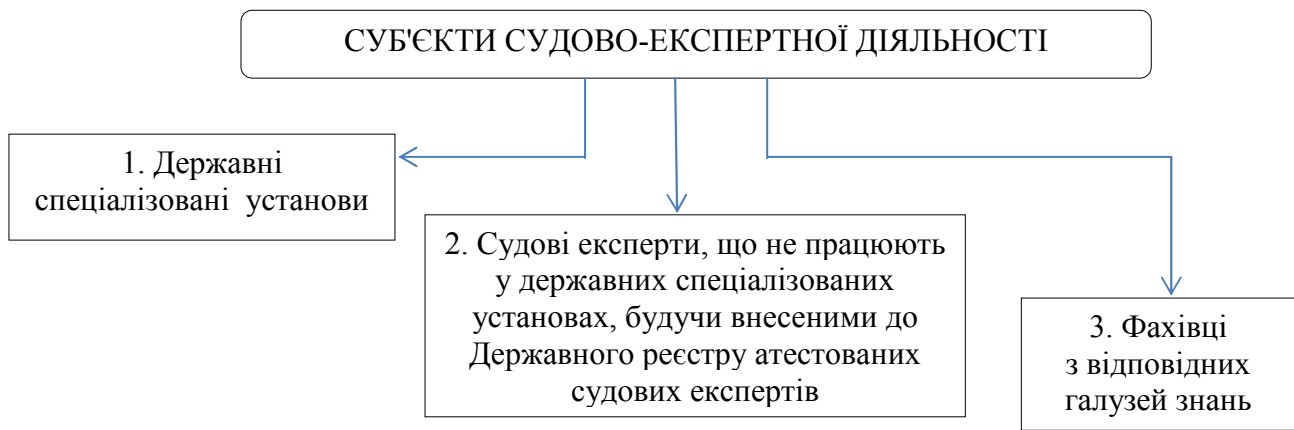 СУБ'ЄКТИ СУДОВО-ЕКСПЕРТНОЇ ДІЯЛЬНОСТІ
1. Державні
спеціалізовані установи
2. Судові експерти, що не працюють
у державних спеціалізованих
установах, будучи внесеними до
Державного реєстру атестованих
судових експертів
3. Фахівці
з відповідних
галузей знань